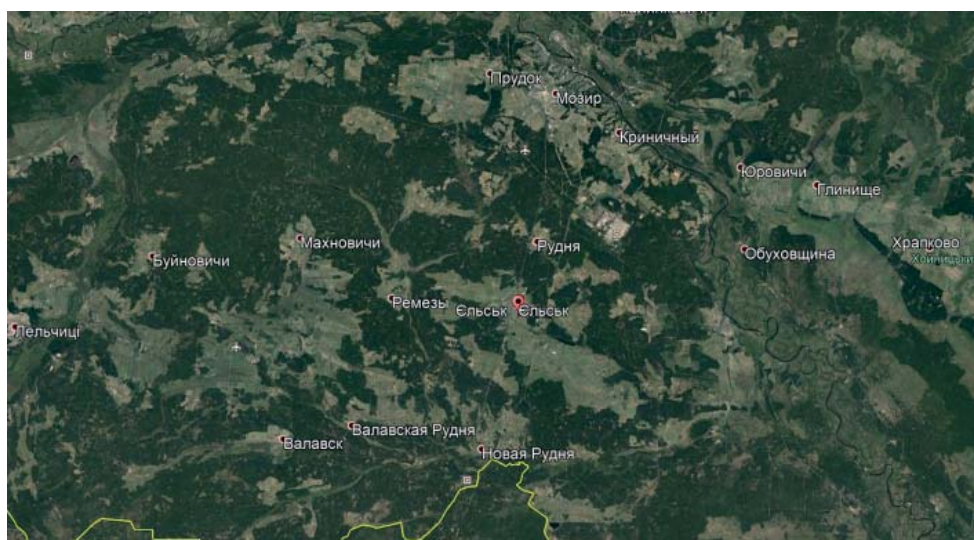 Прудок
Мозир
Криничный
Юровичи
Глинище
Махновичи
Рудня
Храпково
Буйновичи
Обуховщина
Ремезы
Єльськ
Єльськ
Лельчиці
Валавская Рудня
Валавск
Новая Рудня